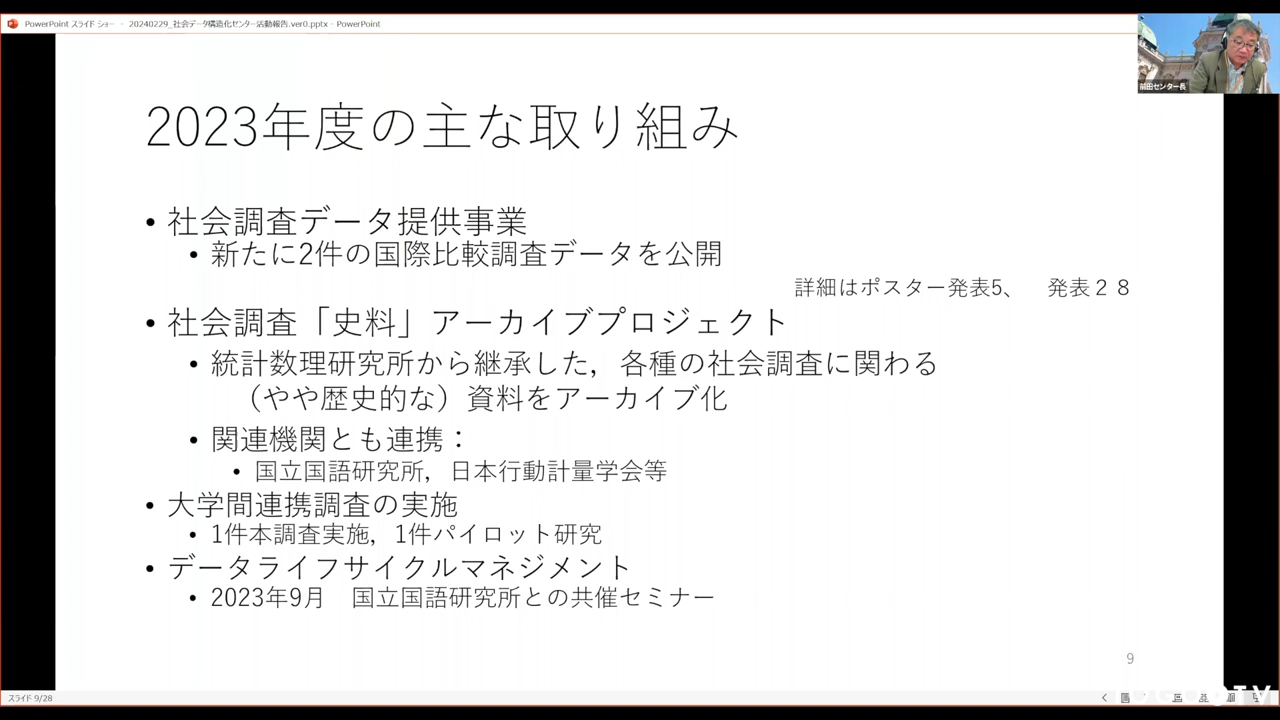 PowerPoint スライド ショー - 20240229_社会データ構造化センター活動報告.ver0.pptx - PowerPoint
前田センター長
2023年度の主な取り組み
• 社会調査データ提供事業
• 新たに2件の国際比較調査データを公開
詳細はポスター発表5、　発表２８
• 社会調査「史料」アーカイブプロジェクト
• 統計数理研究所から継承した，各種の社会調査に関わる
（やや歴史的な）資料をアーカイブ化
• 関連機関とも連携：
• 国立国語研究所，日本行動計量学会等
• 大学間連携調査の実施
• 1件本調査実施，1件パイロット研究
• データライフサイクルマネジメント
• 2023年9月　国立国語研究所との共催セミナー
9
スライド 9/28